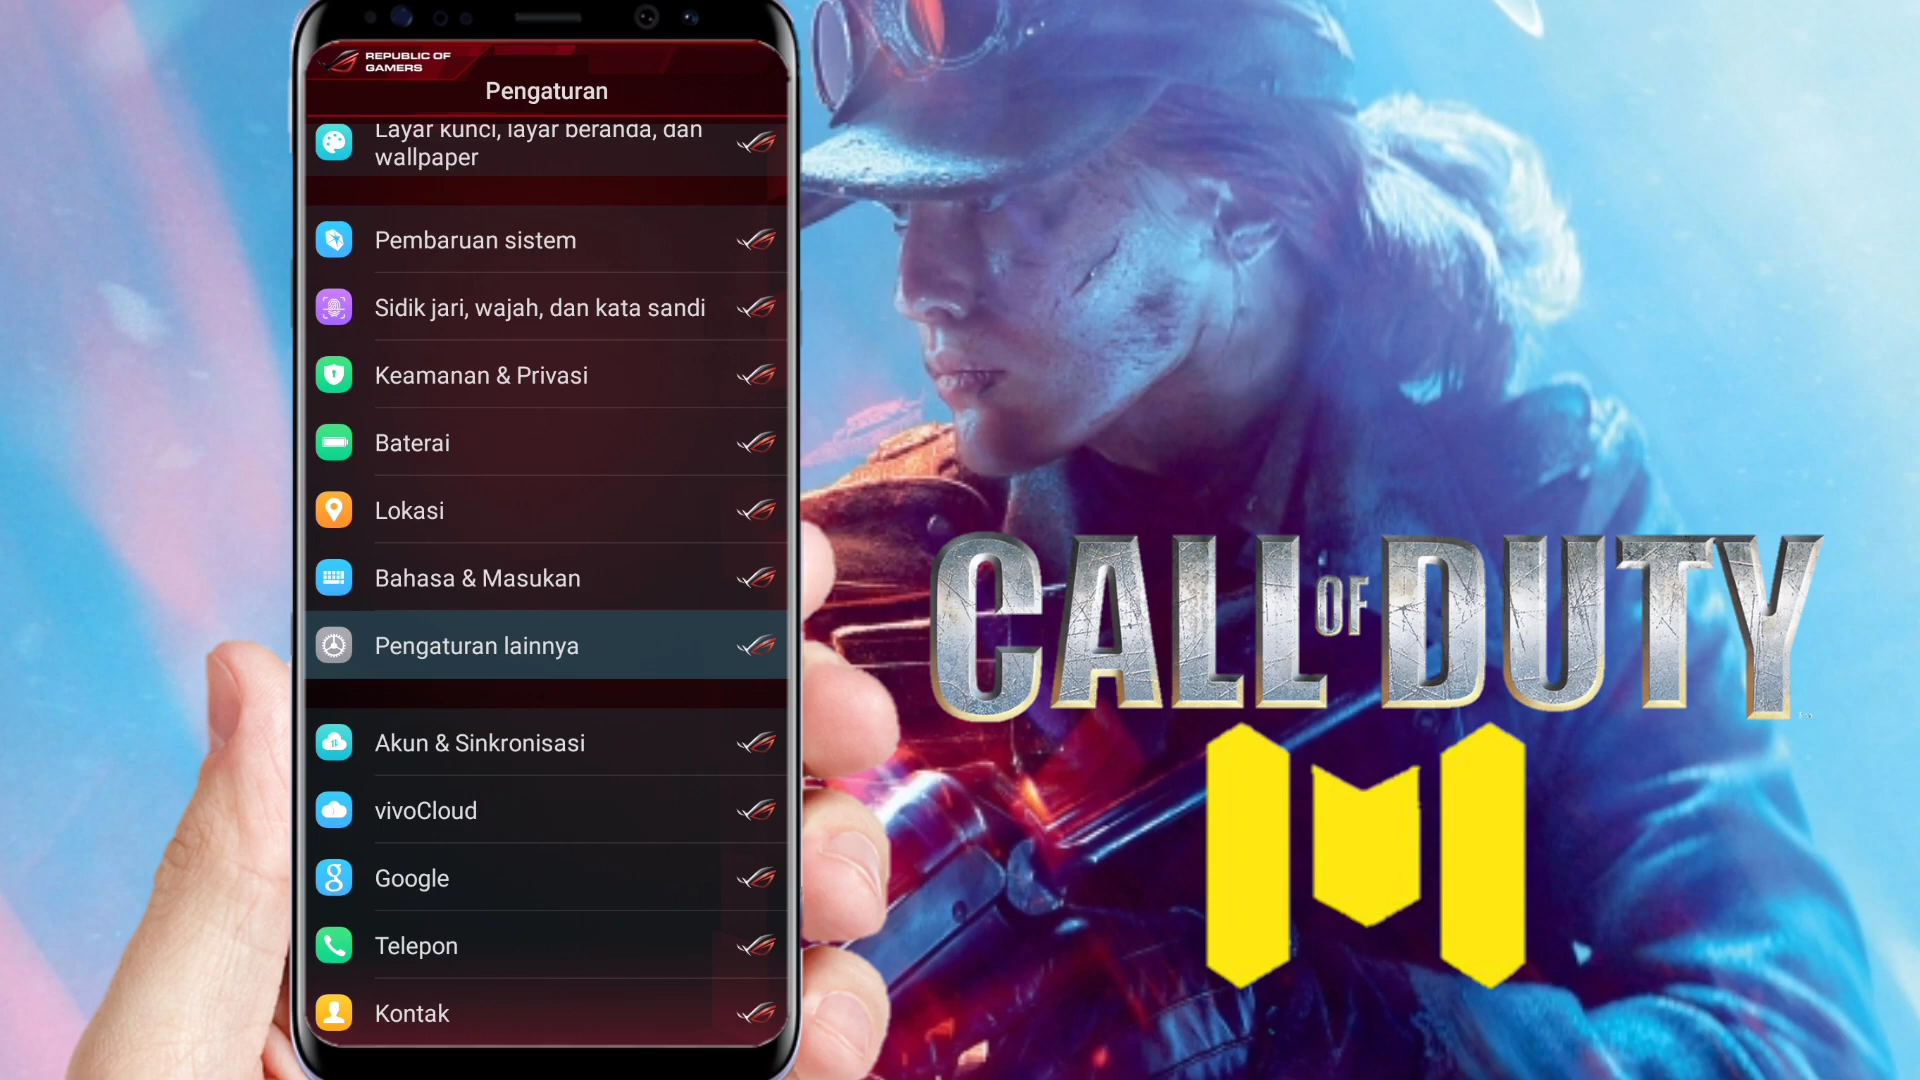 REPUBLIC OF
GAMERS
Pengaturan
Layar kunci, layar beranda, dan
wallpaper
Pembaruan sistem
Sidik jari, wajah, dan kata sandi
Keamanan & Privasi
Baterai
Lokasi
Bahasa & Masukan
Pengaturan lainnya
Akun & Sinkronisasi
vivoCloud
Google
Telepon
Kontak
CALL OF DUTY